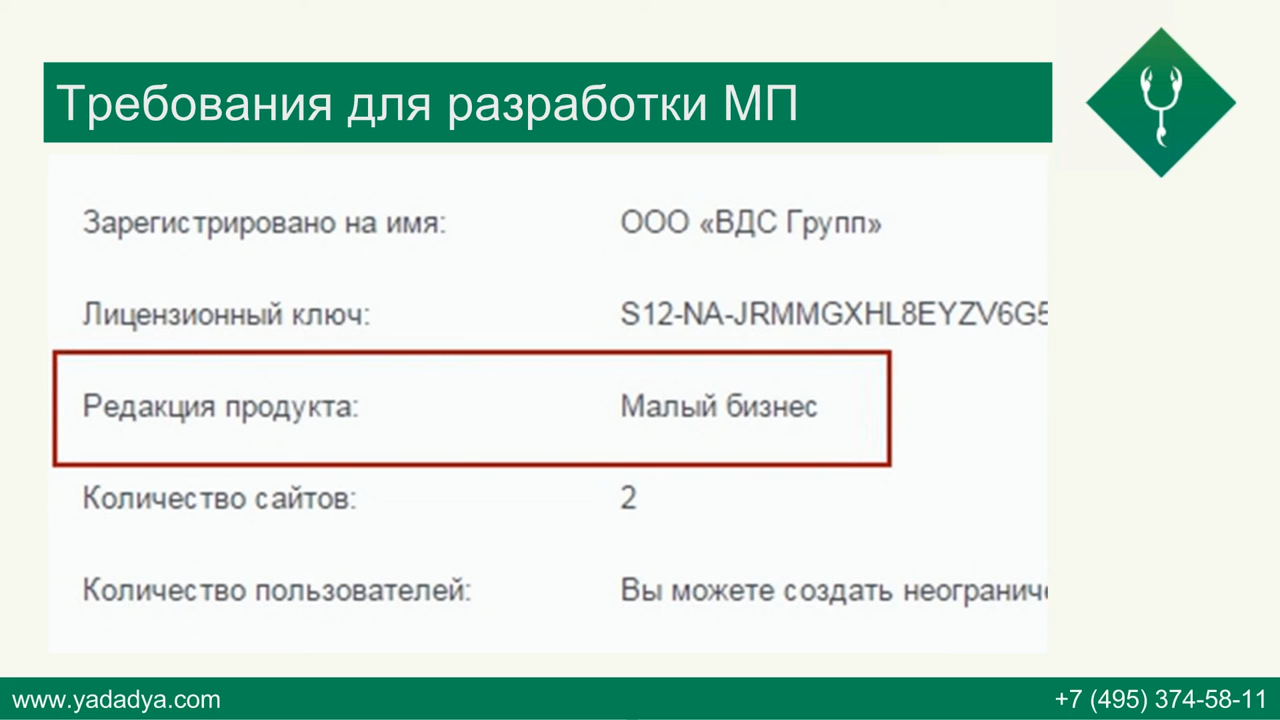 Требования для разработки МП
Зарегистрировано на имя: ООО «ВДС Групп»
Лицензионный ключ: S12-NA-JRMMGXHL8EYZV6G5
Редакция продукта: Малый бизнес
Количество сайтов: 2
Количество пользователей: Вы можете создать неогранич
www.yadadya.com +7 (495) 374-58-11